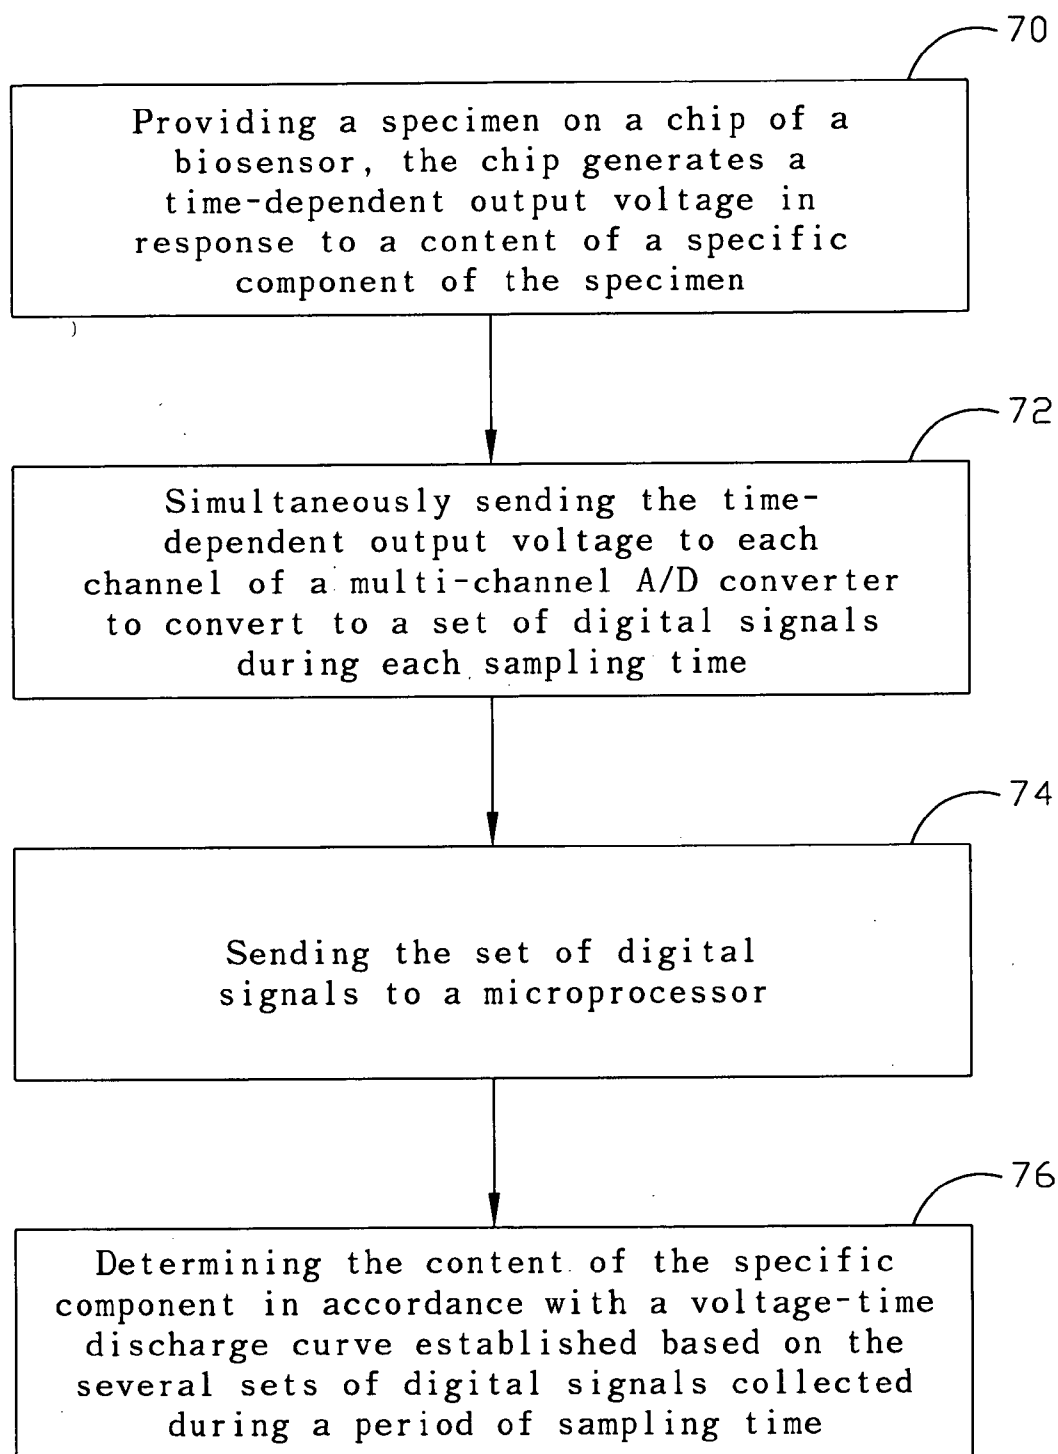 70
Providing a specimen on a chip of a
biosensor, the chip generates a
time-dependent output voltage in
response to a content of a specific
component of the specimen
72
Simultaneously sending the time-
dependent output voltage to each
channel of a multi-channel A/D converter
to convert to a set of digital signals
during each sampling time
74
Sending the set of digital
signals to a microprocessor
76
Determining the content of the specific
component in accordance with a voltage-time
discharge curve established based on the
several sets of digital signals collected
during a period of sampling time